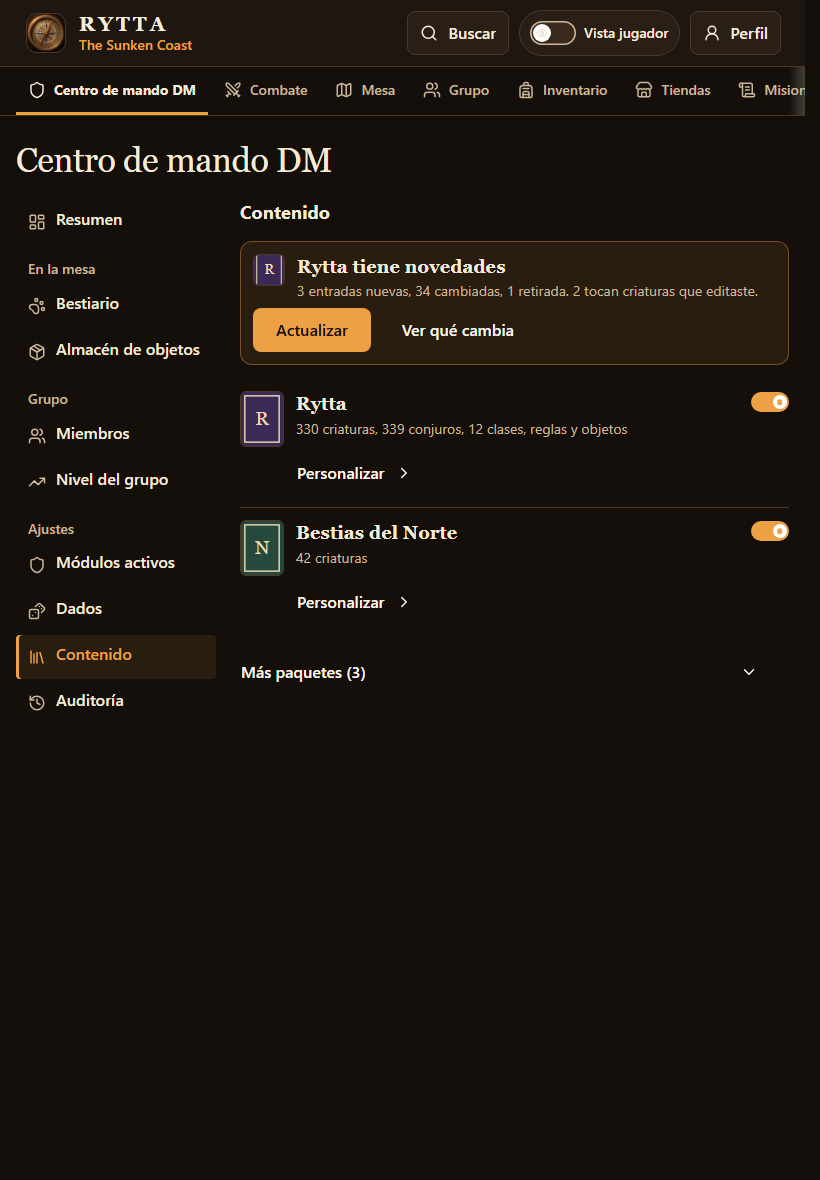 RYTTA
The Sunken Coast
Buscar
Vista jugador
Perfil
Centro de mando DM
Combate
Mesa
Grupo
Inventario
Tiendas
Mision
Centro de mando DM
Resumen
En la mesa
Bestiario
Almacén de objetos
Grupo
Miembros
Nivel del grupo
Ajustes
Módulos activos
Dados
Contenido
Auditoría
Contenido
R
Rytta tiene novedades
3 entradas nuevas, 34 cambiadas, 1 retirada. 2 tocan criaturas que editaste.
Actualizar
Ver qué cambia
R
Rytta
330 criaturas, 339 conjuros, 12 clases, reglas y objetos
Personalizar
N
Bestias del Norte
42 criaturas
Personalizar
Más paquetes (3)